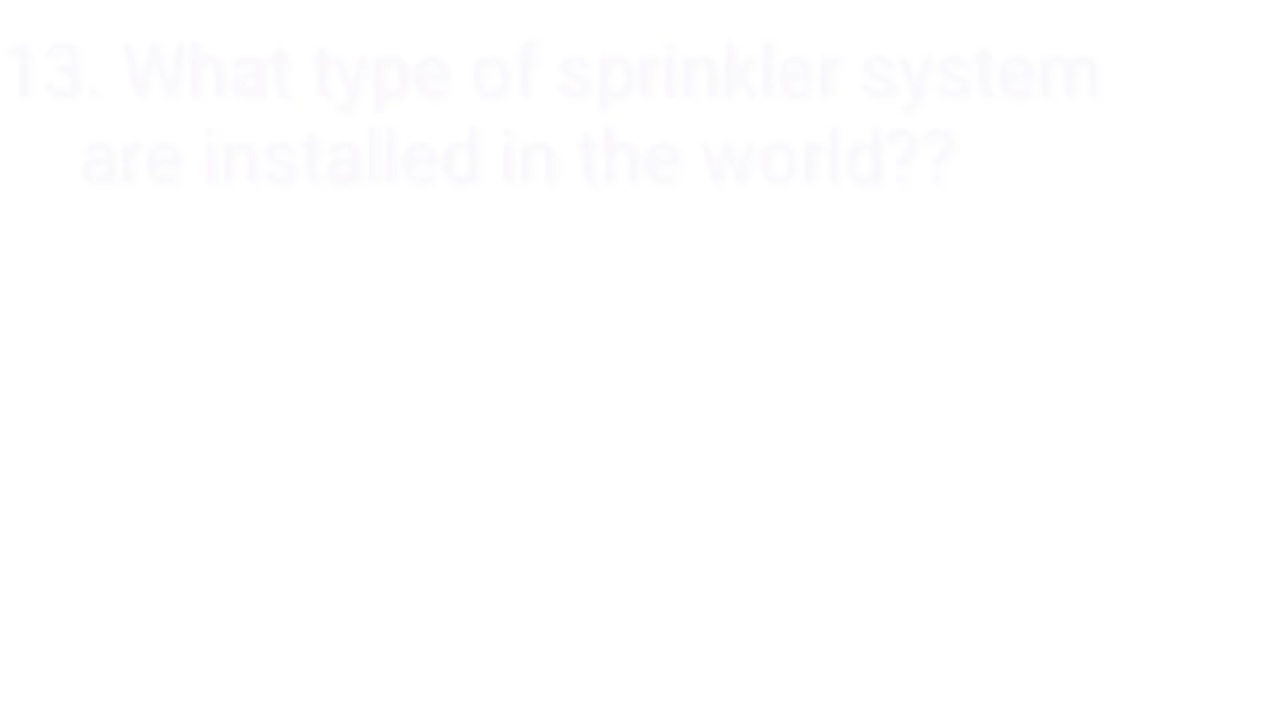 13. What type of sprinkler system
are installed in the world??